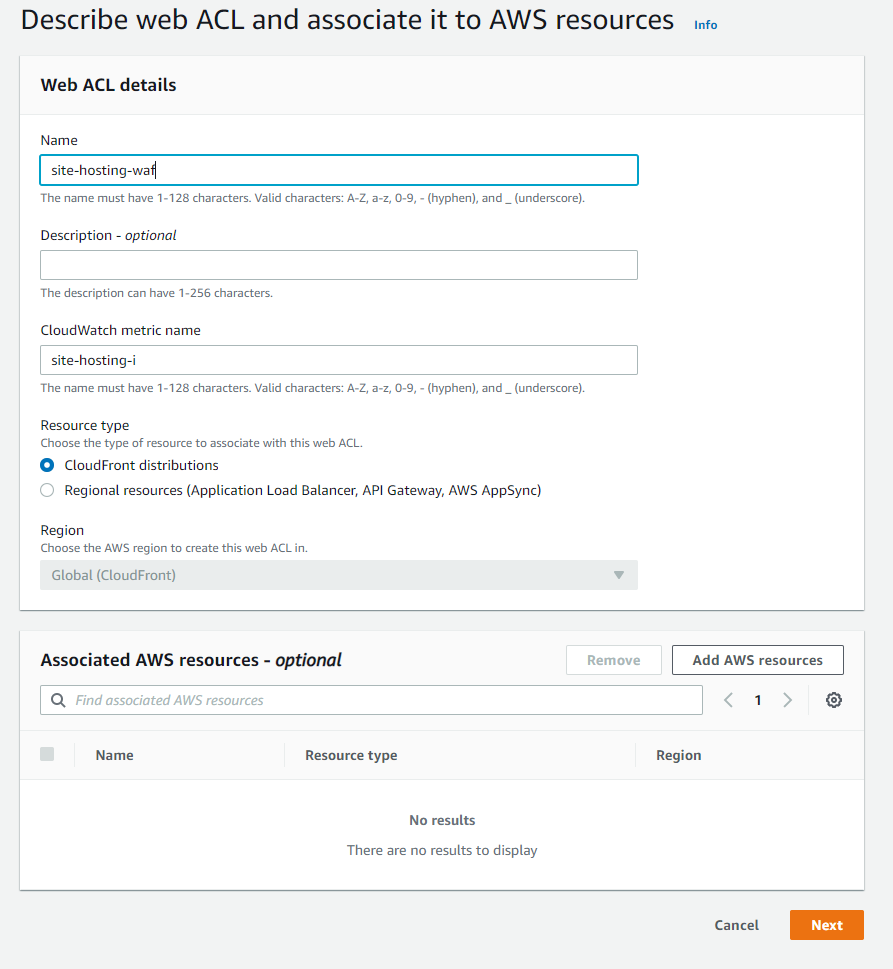 Describe web ACL and associate it to AWS resources Info
Web ACL details
Name
site-hosting-waf
The name must have 1-128 characters. Valid characters: A-Z, a-z, 0-9, - (hyphen), and _ (underscore).
Description - optional
The description can have 1-256 characters.
CloudWatch metric name
site-hosting-i
The name must have 1-128 characters. Valid characters: A-Z, a-z, 0-9, - (hyphen), and _ (underscore).
Resource type
Choose the type of resource to associate with this web ACL.
CloudFront distributions
Regional resources (Application Load Balancer, API Gateway, AWS AppSync)
Region
Choose the AWS region to create this web ACL in.
Global (CloudFront)
Associated AWS resources - optional Remove Add AWS resources
Find associated AWS resources 1
Name Resource type Region
No results
There are no results to display
Cancel Next